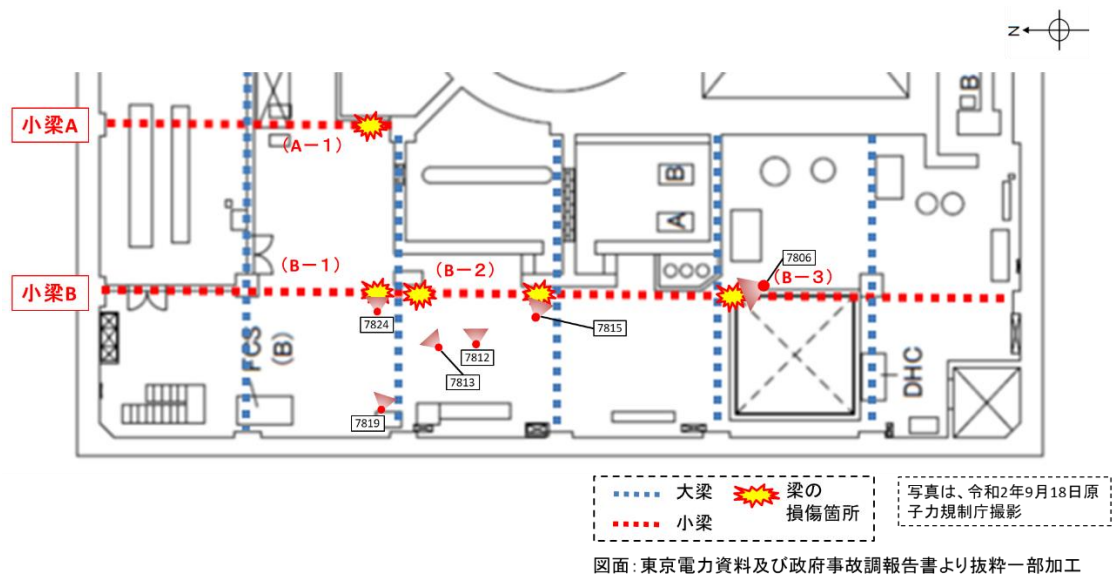 N
小梁A
(A-1)
B
B
A
7806
小梁B
(B-1)
(B-2)
(B-3)
7824
7815
7812
7813
FCS
(B)
7819
DHC
大梁
小梁
梁の
損傷箇所
写真は、令和2年9月18日原
子力規制庁撮影
図面:東京電力資料及び政府事故調報告書より抜粋一部加工